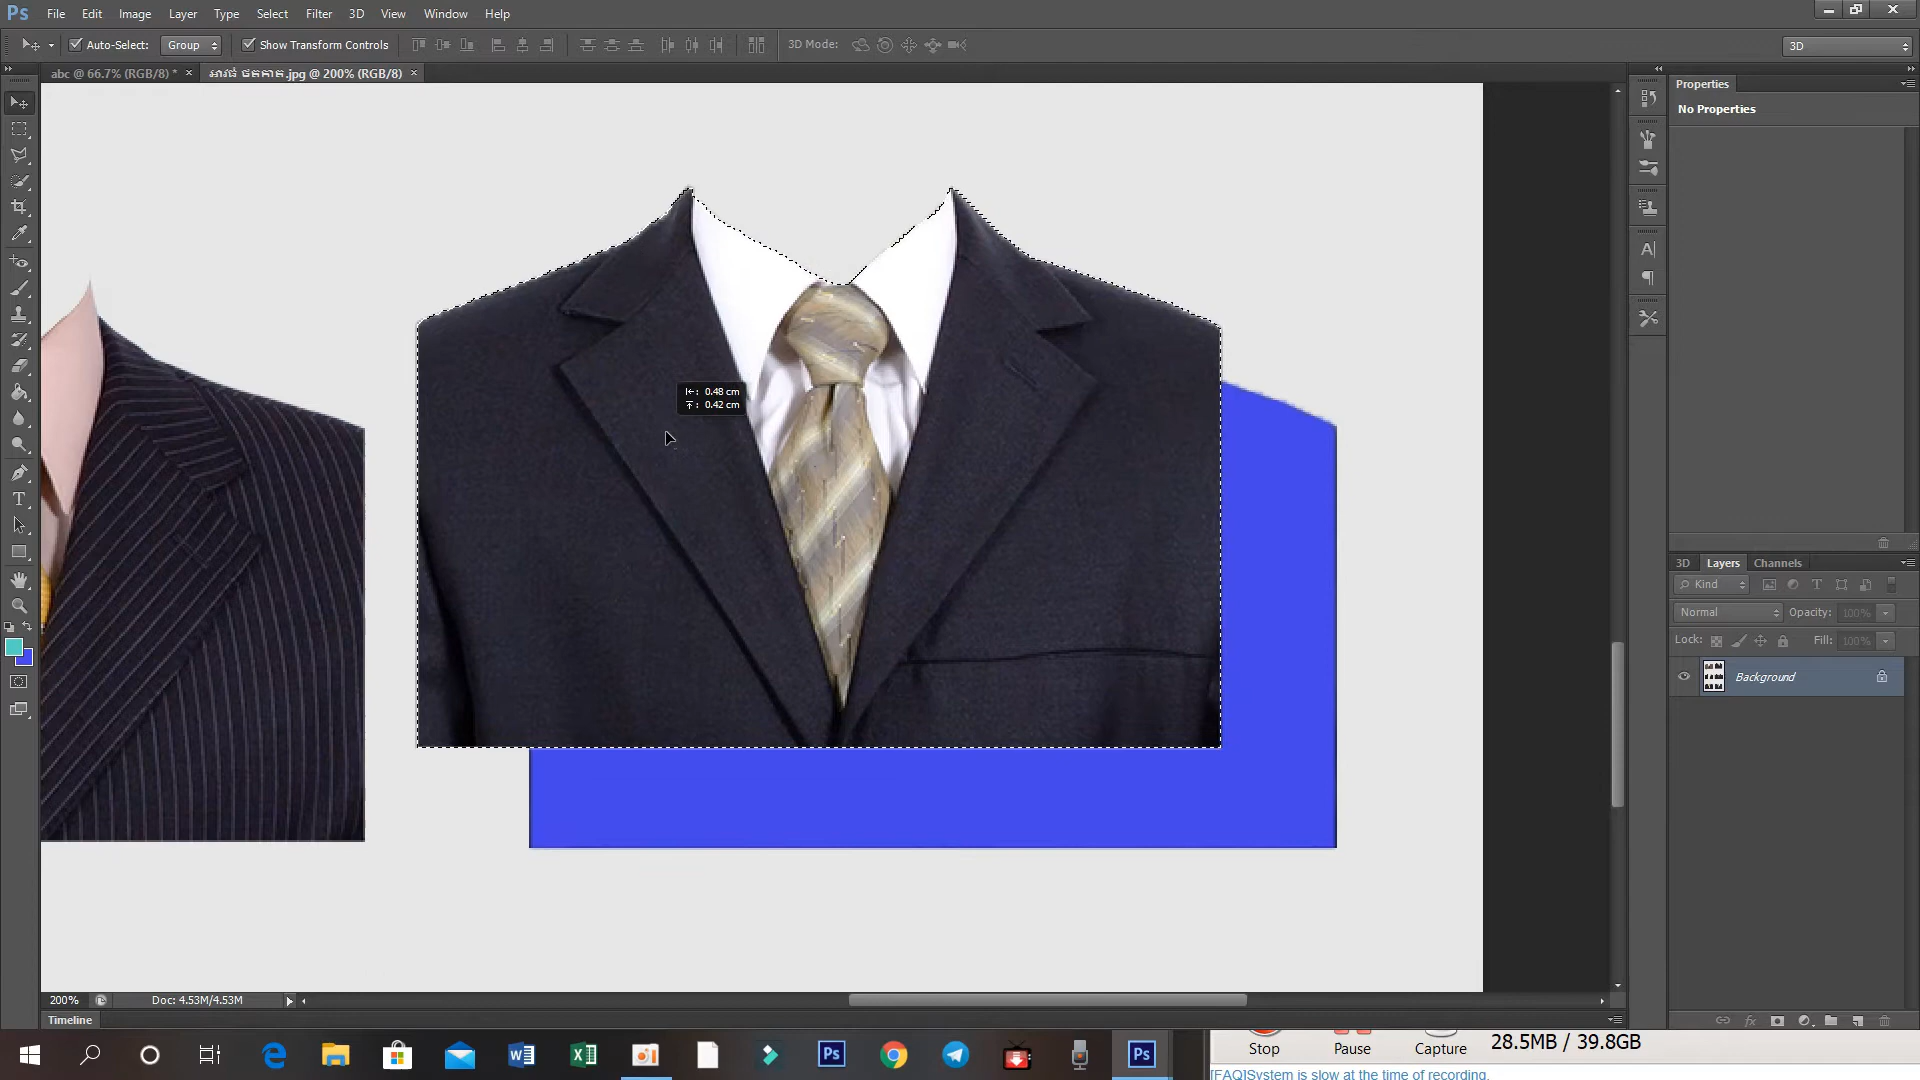 Ps File Edit Image Layer Type Select Filter 3D View Window Help
Auto-Select: Group Show Transform Controls 3D Mode: 3D
abc @ 66.7% (RGB/8) * × .jpg @ 200% (RGB/8) ×
Properties
No Properties
0.48 cm
0.42 cm
3D Layers Channels
Kind
Normal Opacity: 100%
Lock: Fill: 100%
Background
200% Doc: 4.53M/4.53M
Timeline
Stop Pause Capture 28.5MB / 39.8GB
[FAQ]System is slow at the time of recording.